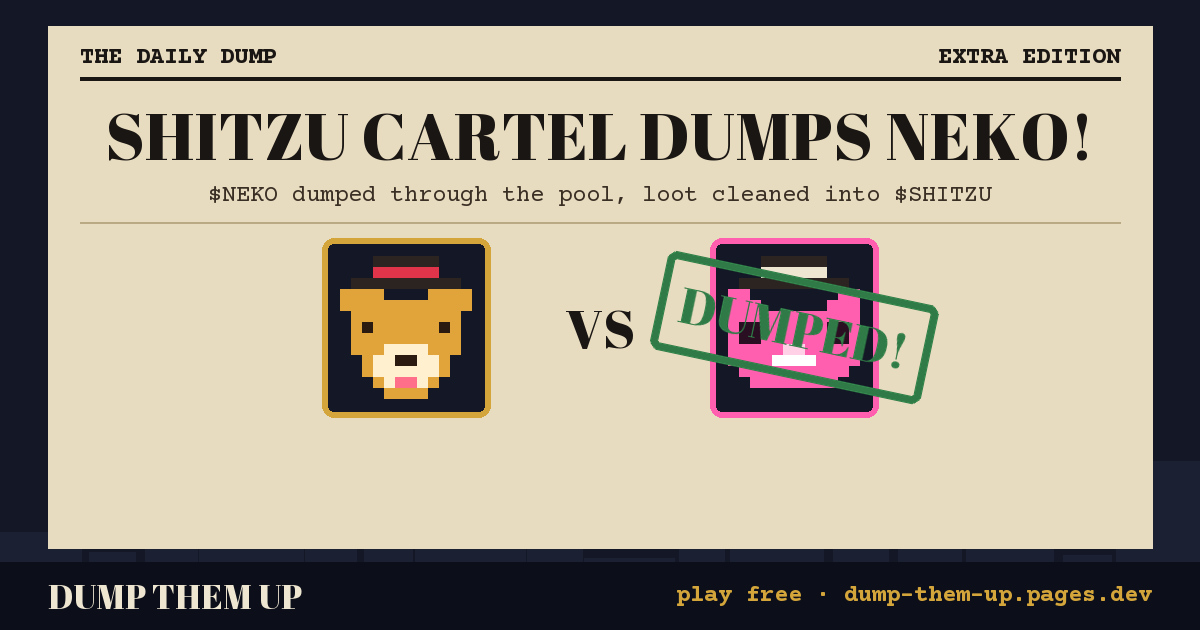 THE DAILY DUMP
EXTRA EDITION
SHITZU CARTEL DUMPS NEKO!
$NEKO dumped through the pool, loot cleaned into $SHITZU
VS
DUMPED!
DUMP THEM UP
play free · dump-them-up.pages.dev